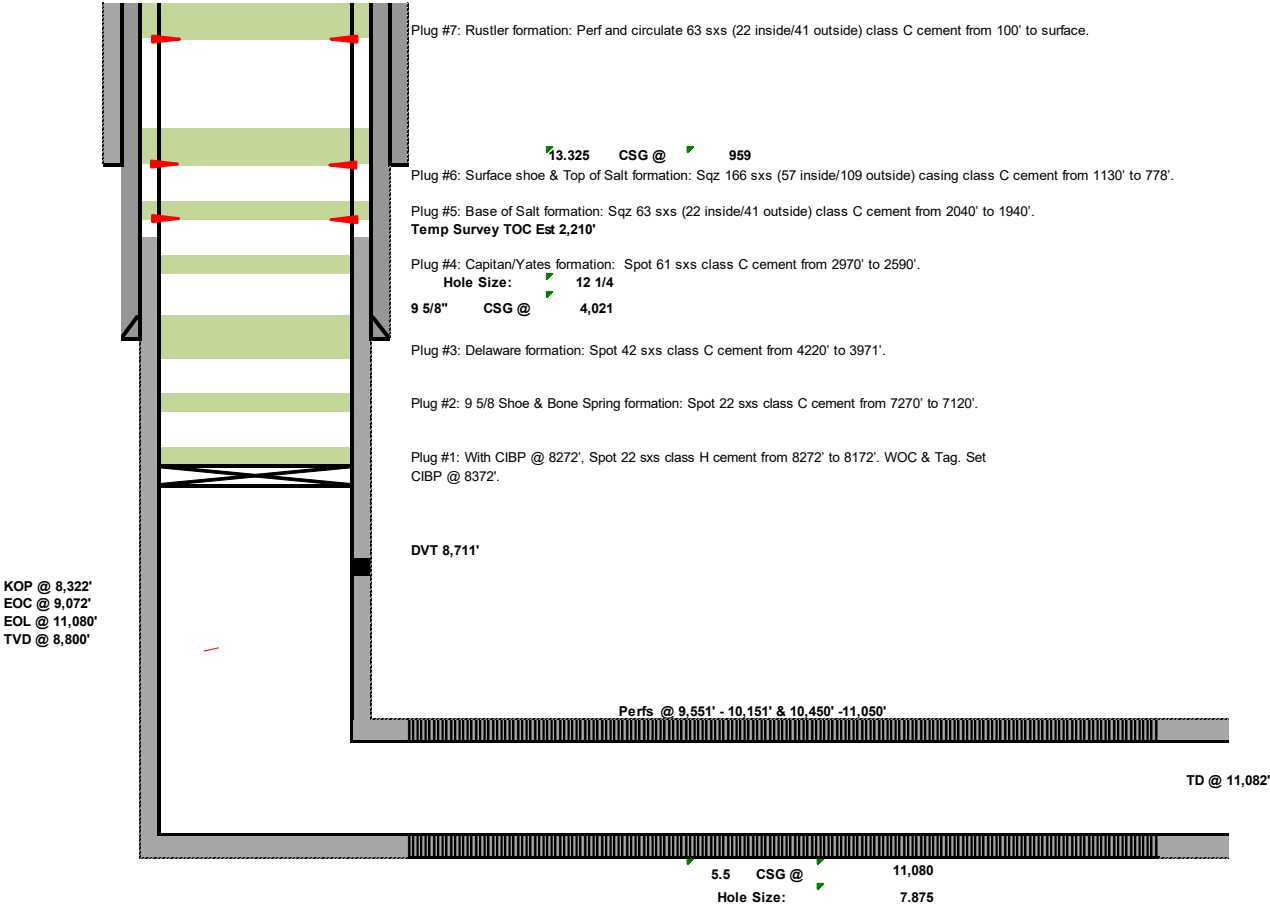 Plug #7: Rustler formation: Perf and circulate 63 sxs (22 inside/41 outside) class C cement from 100' to surface.
13.325 CSG @ 959
Plug #6: Surface shoe & Top of Salt formation: Sqz 166 sxs (57 inside/109 outside) casing class C cement from 1130' to 778'.
Plug #5: Base of Salt formation: Sqz 63 sxs (22 inside/41 outside) class C cement from 2040' to 1940'.
Temp Survey TOC Est 2,210'
Plug #4: Capitan/Yates formation: Spot 61 sxs class C cement from 2970' to 2590'.
Hole Size: 12 1/4
9 5/8" CSG @ 4,021
Plug #3: Delaware formation: Spot 42 sxs class C cement from 4220' to 3971'.
Plug #2: 9 5/8 Shoe & Bone Spring formation: Spot 22 sxs class C cement from 7270' to 7120'.
Plug #1: With CIBP @ 8272', Spot 22 sxs class H cement from 8272' to 8172'. WOC & Tag. Set
CIBP @ 8372'.
DVT 8,711'
KOP @ 8,322'
EOC @ 9,072'
EOL @ 11,080'
TVD @ 8,800'
Perfs @ 9,551' - 10,151' & 10,450' -11,050'
TD @ 11,082'
5.5 CSG @ 11,080
Hole Size: 7.875